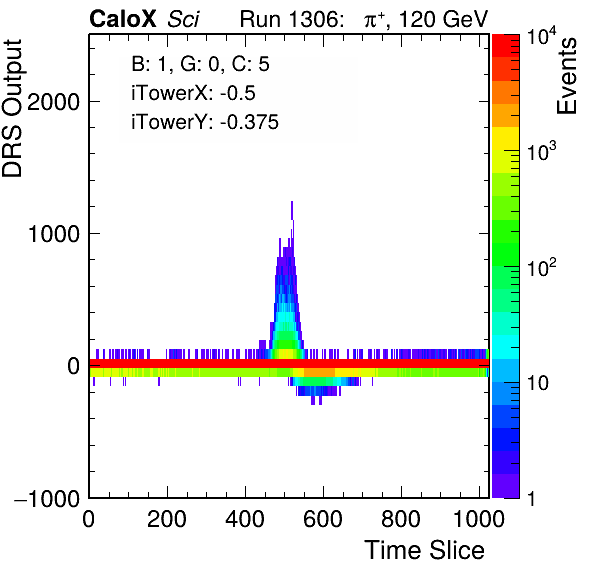 CaloX Sci Run 1306: π⁺, 120 GeV
B: 1, G: 0, C: 5
iTowerX: -0.5
iTowerY: -0.375
DRS Output
2000
1000
0
−1000
0 200 400 600 800 1000
Time Slice
Events
10⁴
10³
10²
10
1